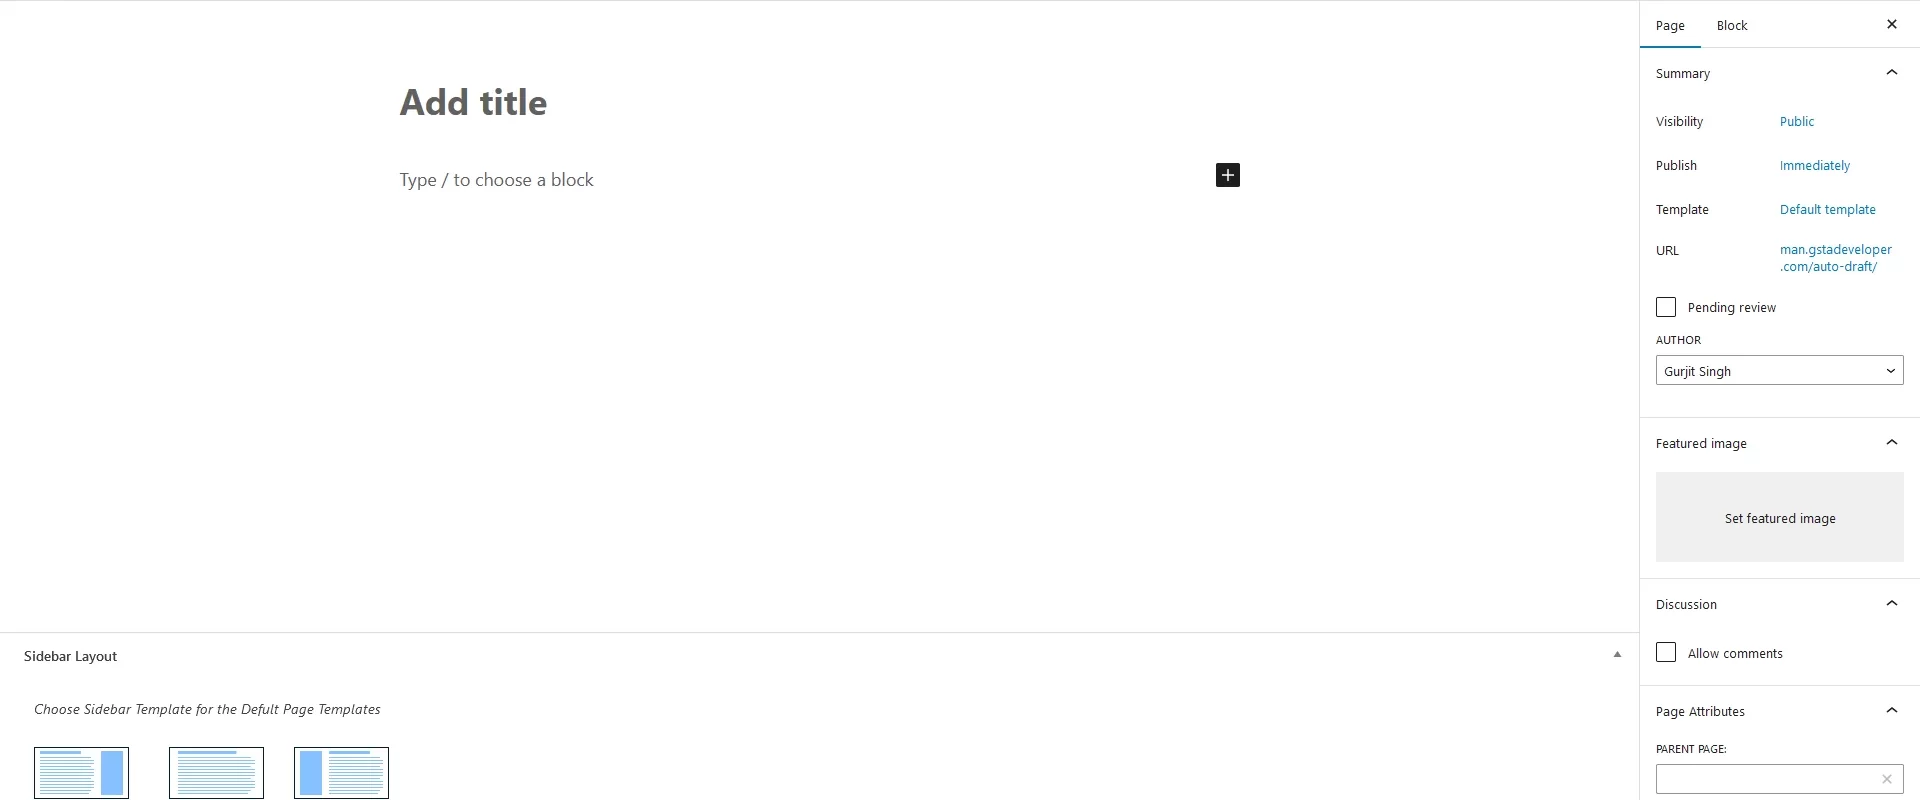 Add title
Type / to choose a block
Sidebar Layout
Choose Sidebar Template for the Defult Page Templates
Page Block
Summary
Visibility Public
Publish Immediately
Template Default template
URL man.gstadeveloper
.com/auto-draft/
Pending review
AUTHOR
Gurjit Singh
Featured image
Set featured image
Discussion
Allow comments
Page Attributes
PARENT PAGE: